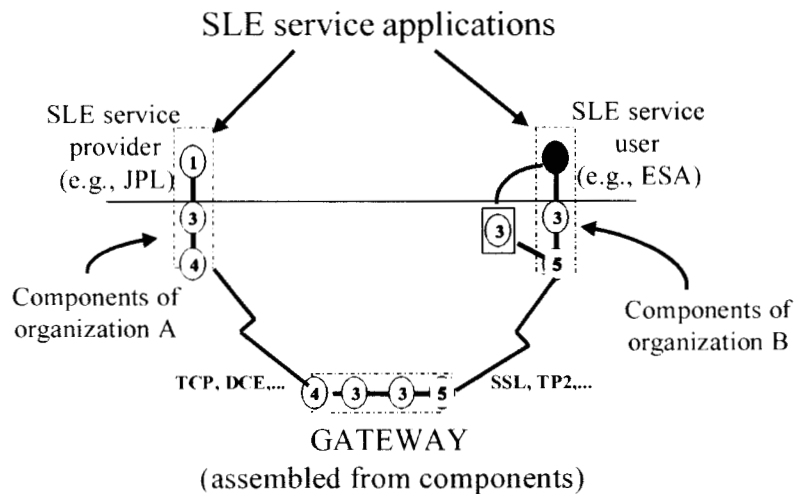 SLE service applications
SLE service
provider
(e.g., JPL)
SLE service
user
(e.g., ESA)
1
3
4
3
3
5
Components of
organization A
Components of
organization B
TCP, DCE,...
SSL, TP2,...
4
3
3
5
GATEWAY
(assembled from components)